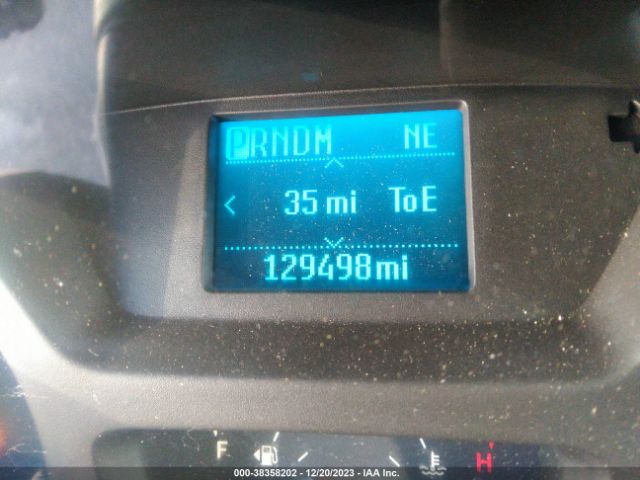 PRNDM NE
< 35 mi ToE
129498mi
F H
000-38358202 - 12/20/2023 - IAA Inc.